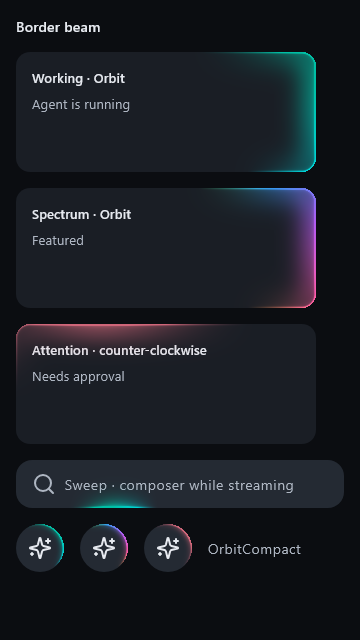 Border beam
Working · Orbit
Agent is running
Spectrum · Orbit
Featured
Attention · counter-clockwise
Needs approval
Sweep · composer while streaming
OrbitCompact